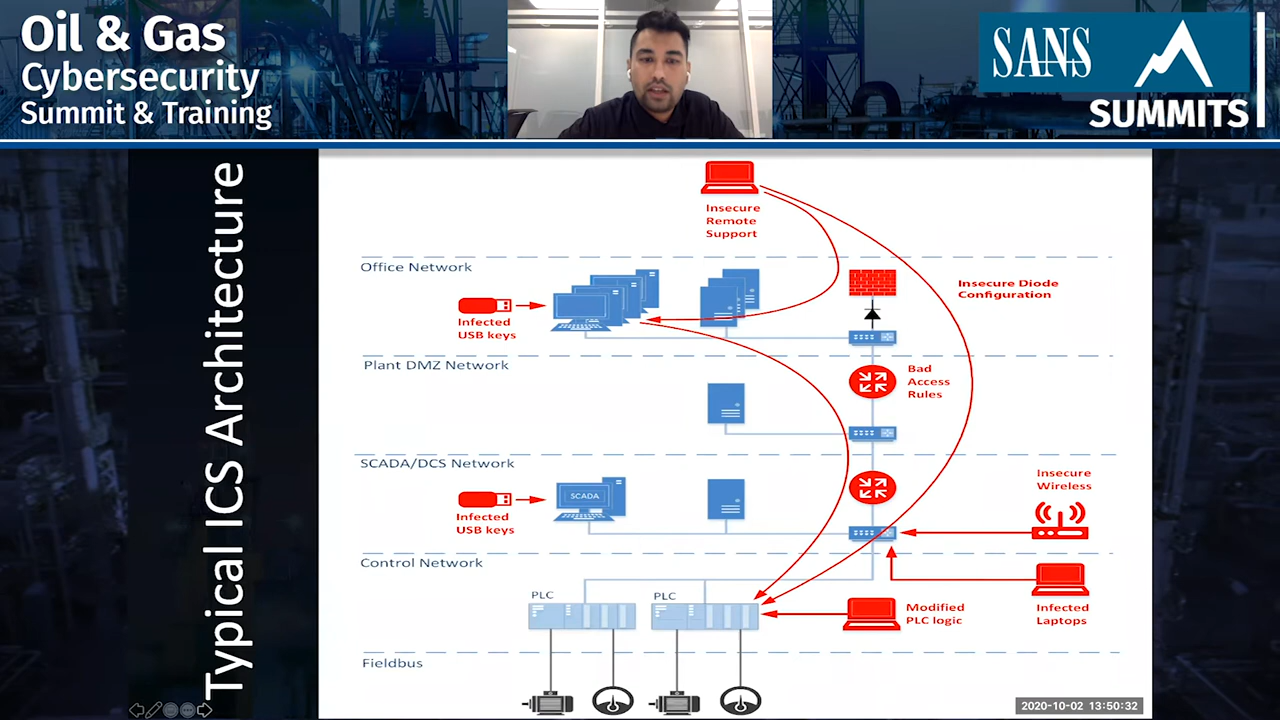 Oil & Gas
Cybersecurity
Summit & Training
SANS
SUMMITS
Typical ICS Architecture
Insecure
Remote
Support
Office Network
Infected
USB keys
Insecure Diode
Configuration
Plant DMZ Network
Bad
Access
Rules
SCADA/DCS Network
SCADA
Infected
USB keys
Insecure
Wireless
Control Network
PLC
PLC
Modified
PLC logic
Infected
Laptops
Fieldbus
2020-10-02 13:50:32